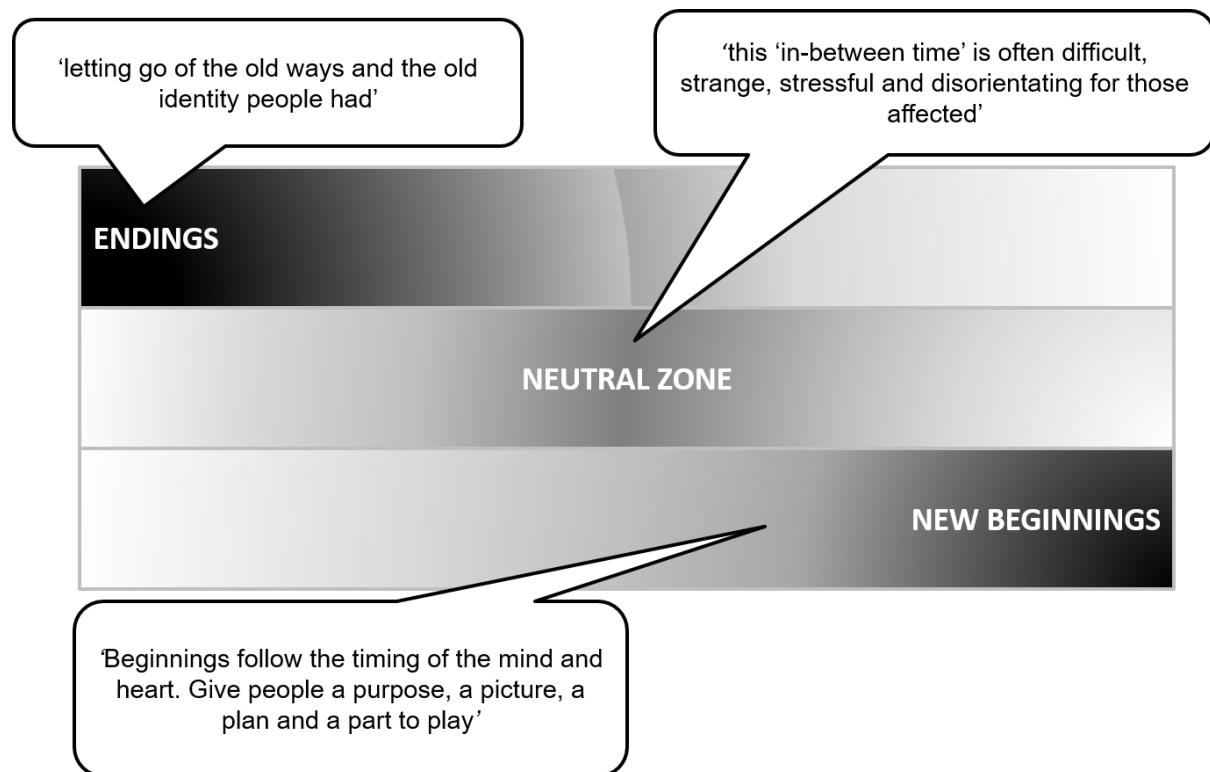 ‘letting go of the old ways and the old
identity people had’
‘this ‘in-between time’ is often difficult,
strange, stressful and disorientating for those
affected’
ENDINGS
NEUTRAL ZONE
NEW BEGINNINGS
‘Beginnings follow the timing of the mind and
heart. Give people a purpose, a picture, a
plan and a part to play’